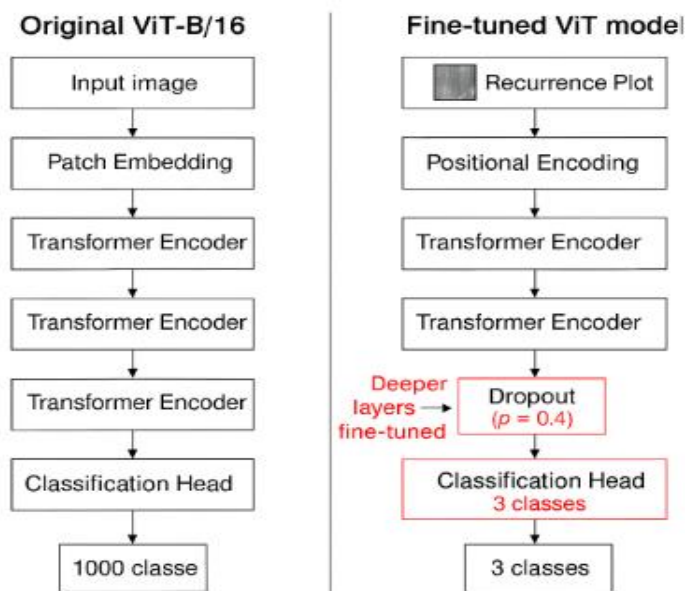 Original ViT-B/16
Input image
Patch Embedding
Transformer Encoder
Transformer Encoder
Transformer Encoder
Classification Head
1000 classe
Fine-tuned ViT model
Recurrence Plot
Positional Encoding
Transformer Encoder
Transformer Encoder
Deeper
layers
fine-tuned
Dropout
(p = 0.4)
Classification Head
3 classes
3 classes